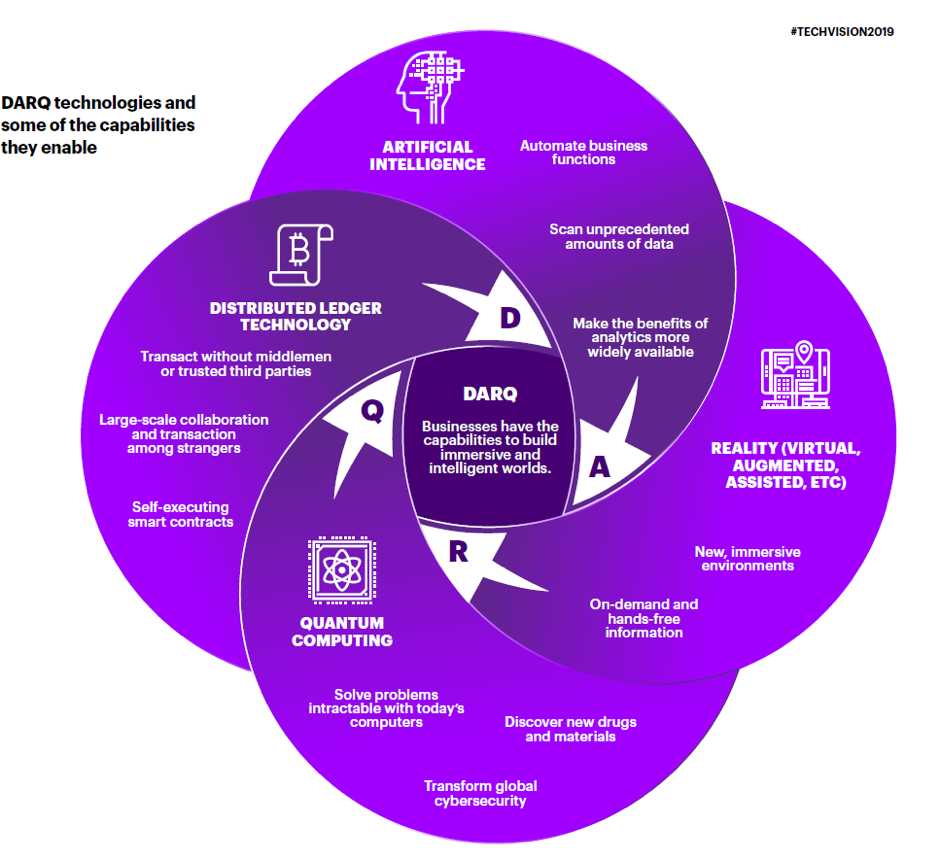 #TECHVISION2019
DARQ technologies and
some of the capabilities
they enable
ARTIFICIAL
INTELLIGENCE
Automate business
functions
Scan unprecedented
amounts of data
Make the benefits of
analytics more
widely available
DISTRIBUTED LEDGER
TECHNOLOGY
Transact without middlemen
or trusted third parties
Large-scale collaboration
and transaction
among strangers
Self-executing
smart contracts
D
A
R
Q
DARQ
Businesses have the
capabilities to build
immersive and
intelligent worlds.
REALITY (VIRTUAL,
AUGMENTED,
ASSISTED, ETC)
New, immersive
environments
On-demand and
hands-free
information
QUANTUM
COMPUTING
Solve problems
intractable with today's
computers
Discover new drugs
and materials
Transform global
cybersecurity